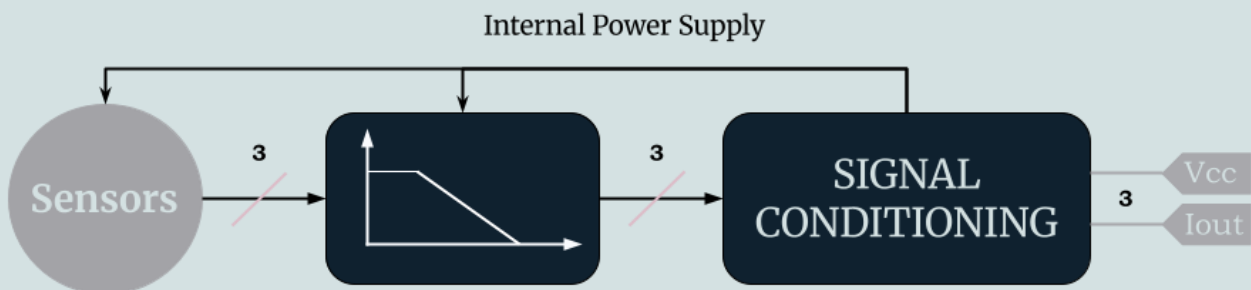 Internal Power Supply
3
3
Sensors
SIGNAL
CONDITIONING
3
Vcc
Iout